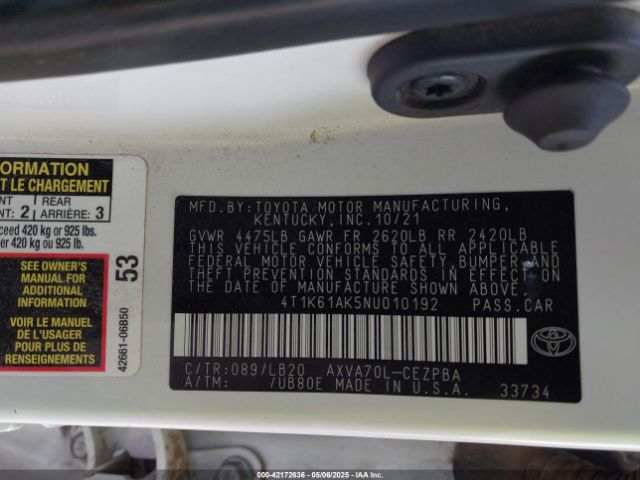 ORMATION
T LE CHARGEMENT
NT: 2 REAR ARRIÈRE: 3
ceed 420 kg or 925 lbs.
er 420 kg ou 925 lb.
SEE OWNER'S
MANUAL FOR
ADDITIONAL
INFORMATION
VOIR LE MANUEL
DE L'USAGER
POUR PLUS DE
RENSEIGNEMENTS
53
42661-06B50
MFD.BY:TOYOTA MOTOR MANUFACTURING,
KENTUCKY, INC.10/21
GVWR 4475LB GAWR FR 2620LB RR 2420LB
THIS VEHICLE CONFORMS TO ALL APPLICABLE
FEDERAL MOTOR VEHICLE SAFETY, BUMPER, AND
THEFT PREVENTION STANDARDS IN EFFECT ON
THE DATE OF MANUFACTURE SHOWN ABOVE.
4T1K61AK5NU010192 PASS.CAR
C/TR:089/LB20 AXVA70L-CEZPBA
A/TM: /UB80E MADE IN U.S.A. 33734
TOYOTA
000-42172636 - 05/06/2025 - IAA Inc.